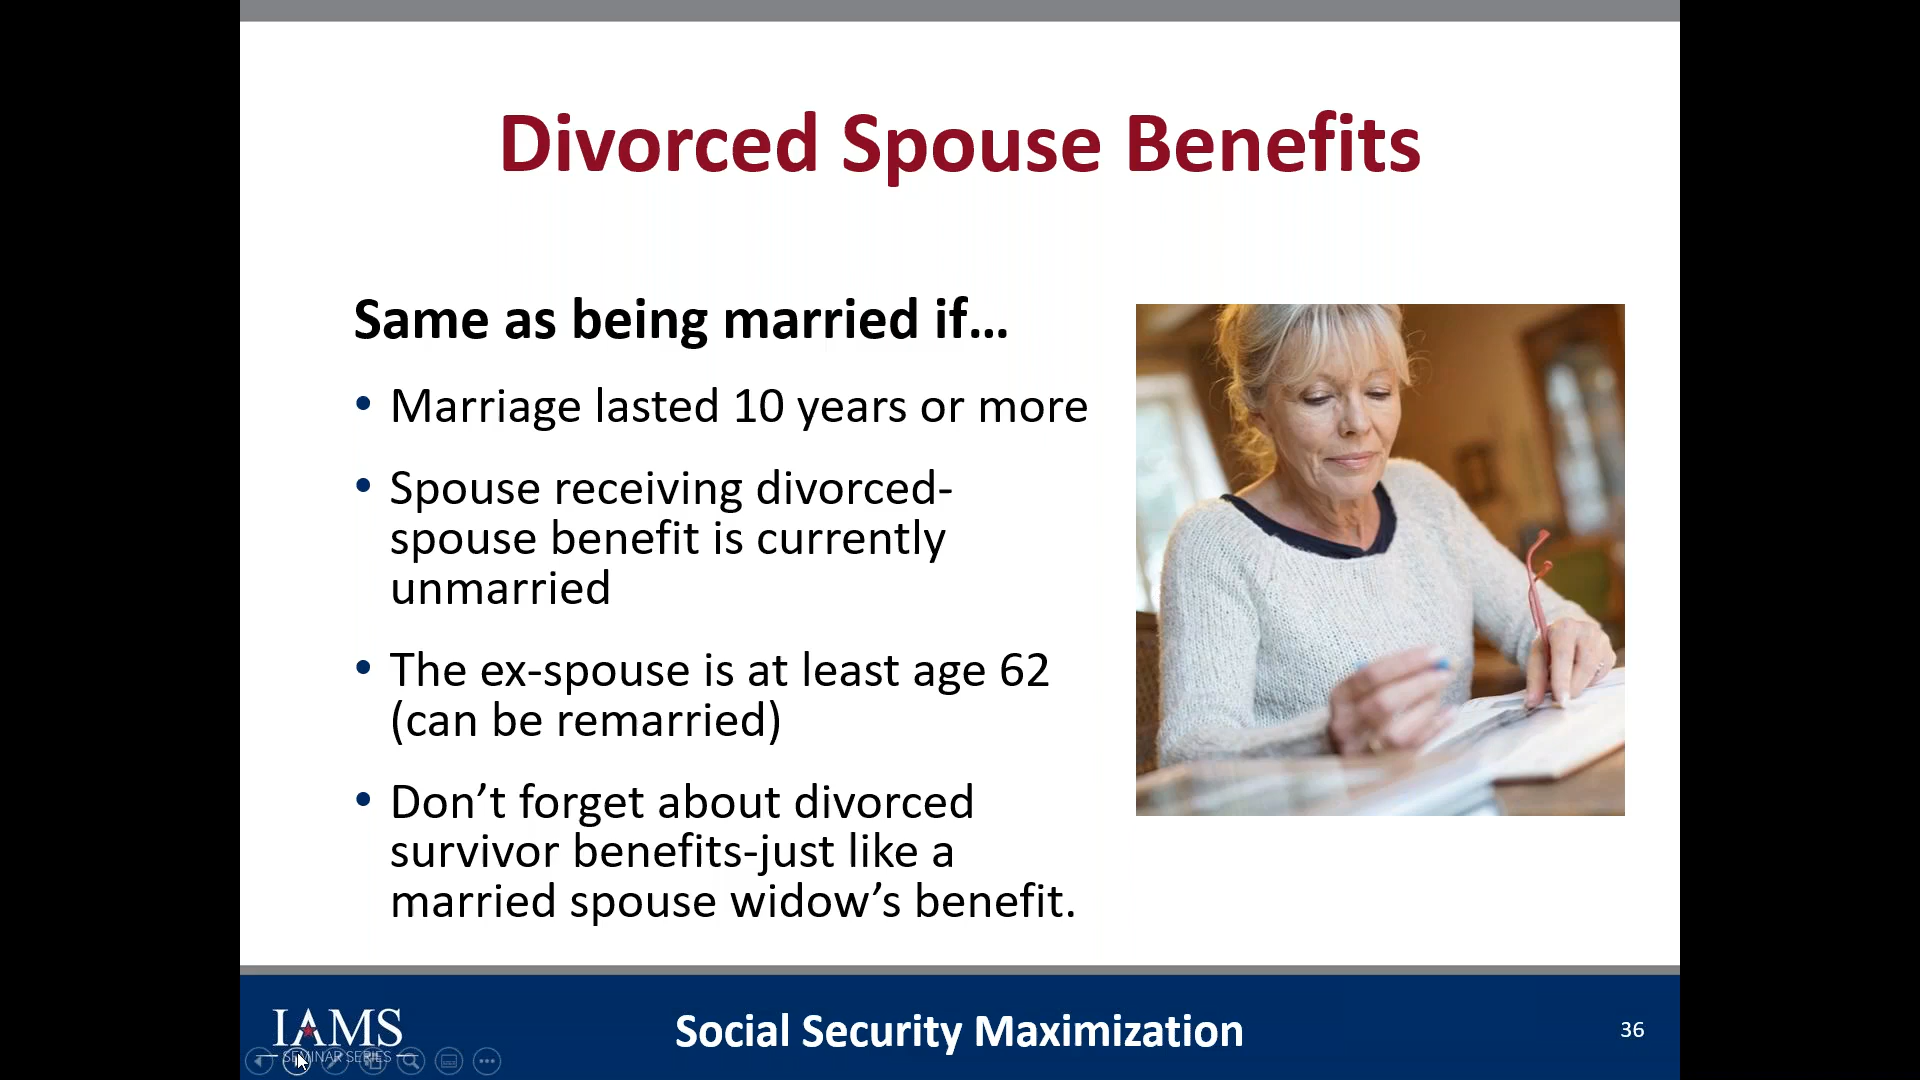 Divorced Spouse Benefits
Same as being married if…
• Marriage lasted 10 years or more
• Spouse receiving divorced-
spouse benefit is currently
unmarried
• The ex-spouse is at least age 62
(can be remarried)
• Don’t forget about divorced
survivor benefits-just like a
married spouse widow’s benefit.
IAMS
SEMINAR SERIES
Social Security Maximization
36